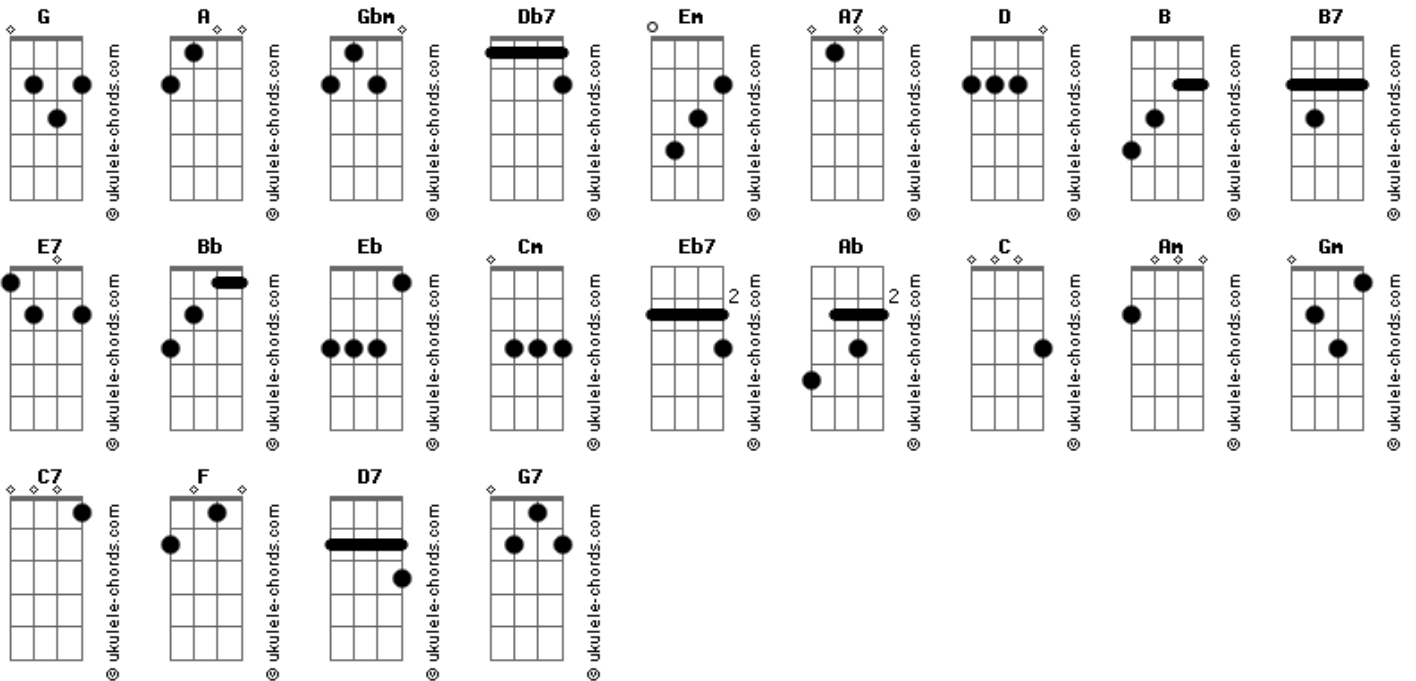 G A Gbm Db7 Em A7 D B B7
© ukulele-chords.com © ukulele-chords.com © ukulele-chords.com © ukulele-chords.com © ukulele-chords.com © ukulele-chords.com © ukulele-chords.com © ukulele-chords.com © ukulele-chords.com
E7 Bb Eb Cm Eb7 Ab C Am Gm
2 2
© ukulele-chords.com © ukulele-chords.com © ukulele-chords.com © ukulele-chords.com © ukulele-chords.com © ukulele-chords.com © ukulele-chords.com © ukulele-chords.com © ukulele-chords.com
C7 F D7 G7
© ukulele-chords.com © ukulele-chords.com © ukulele-chords.com © ukulele-chords.com